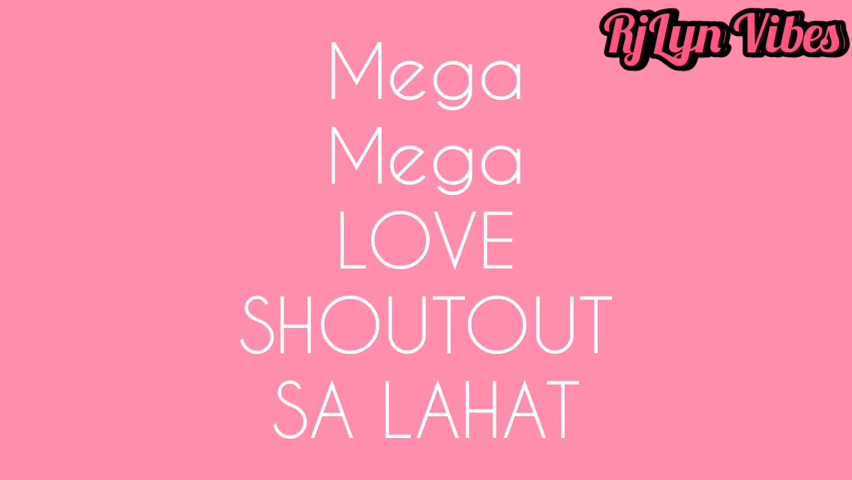 RjLyn Vibes
Mega
Mega
LOVE
SHOUTOUT
SA LAHAT